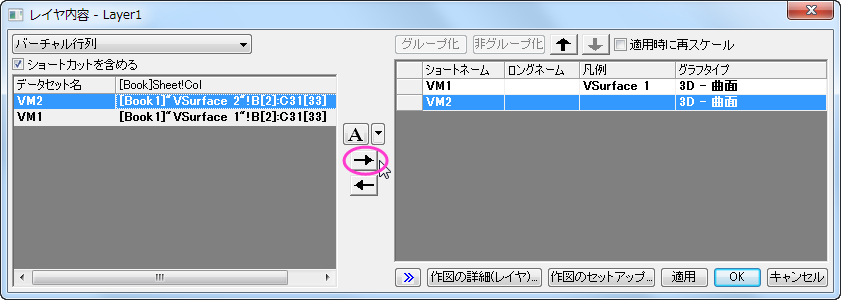 レイヤ内容 - Layer1
バーチャル行列
ショートカットを含める
データセット名 [Book]Sheet!Col
VM2 [Book1]"VSurface 2"!B[2]:C31[33]
VM1 [Book1]"VSurface 1"!B[2]:C31[33]
A
グループ化 非グループ化 適用時に再スケール
ショートネーム ロングネーム 凡例 グラフタイプ
VM1 VSurface 1 3D - 曲面
VM2 3D - 曲面
作図の詳細(レイヤ)... 作図のセットアップ... 適用 OK キャンセル